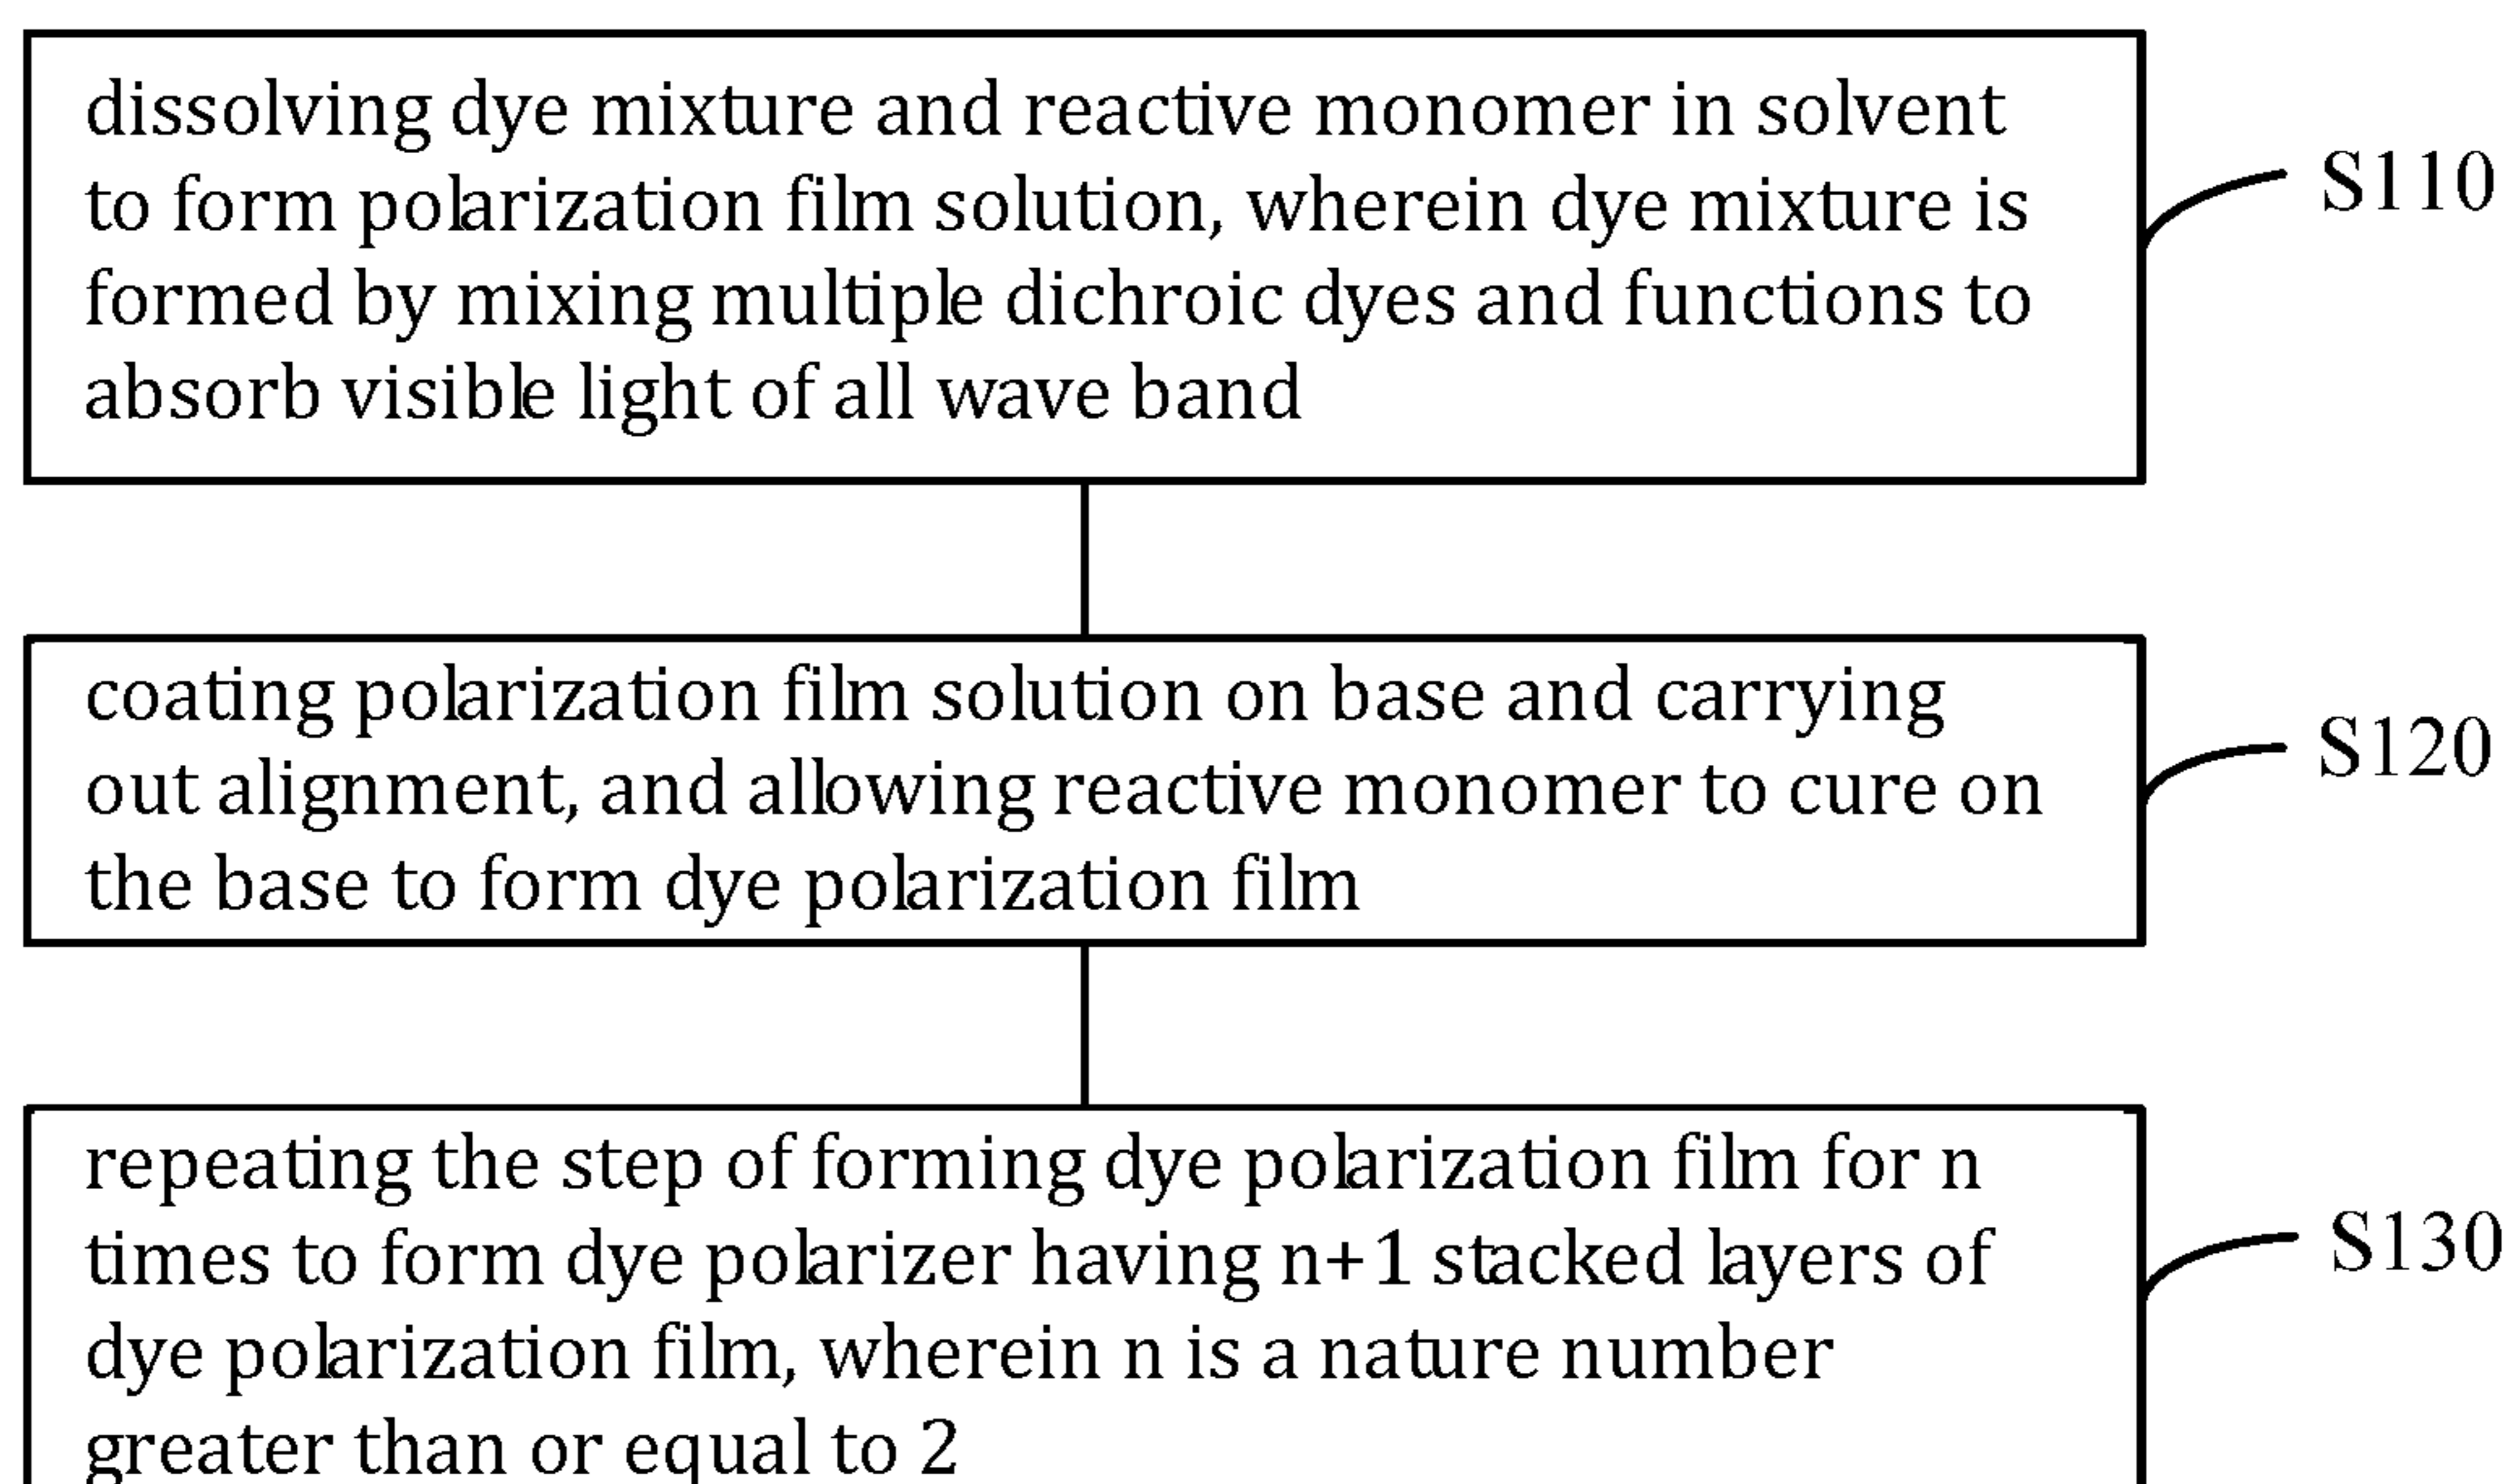 dissolving dye mixture and reactive monomer in solvent
to form polarization film solution, wherein dye mixture is
formed by mixing multiple dichroic dyes and functions to
absorb visible light of all wave band
S110
coating polarization film solution on base and carrying
out alignment, and allowing reactive monomer to cure on
the base to form dye polarization film
S120
repeating the step of forming dye polarization film for n
times to form dye polarizer having n+1 stacked layers of
dye polarization film, wherein n is a nature number
greater than or equal to 2
S130